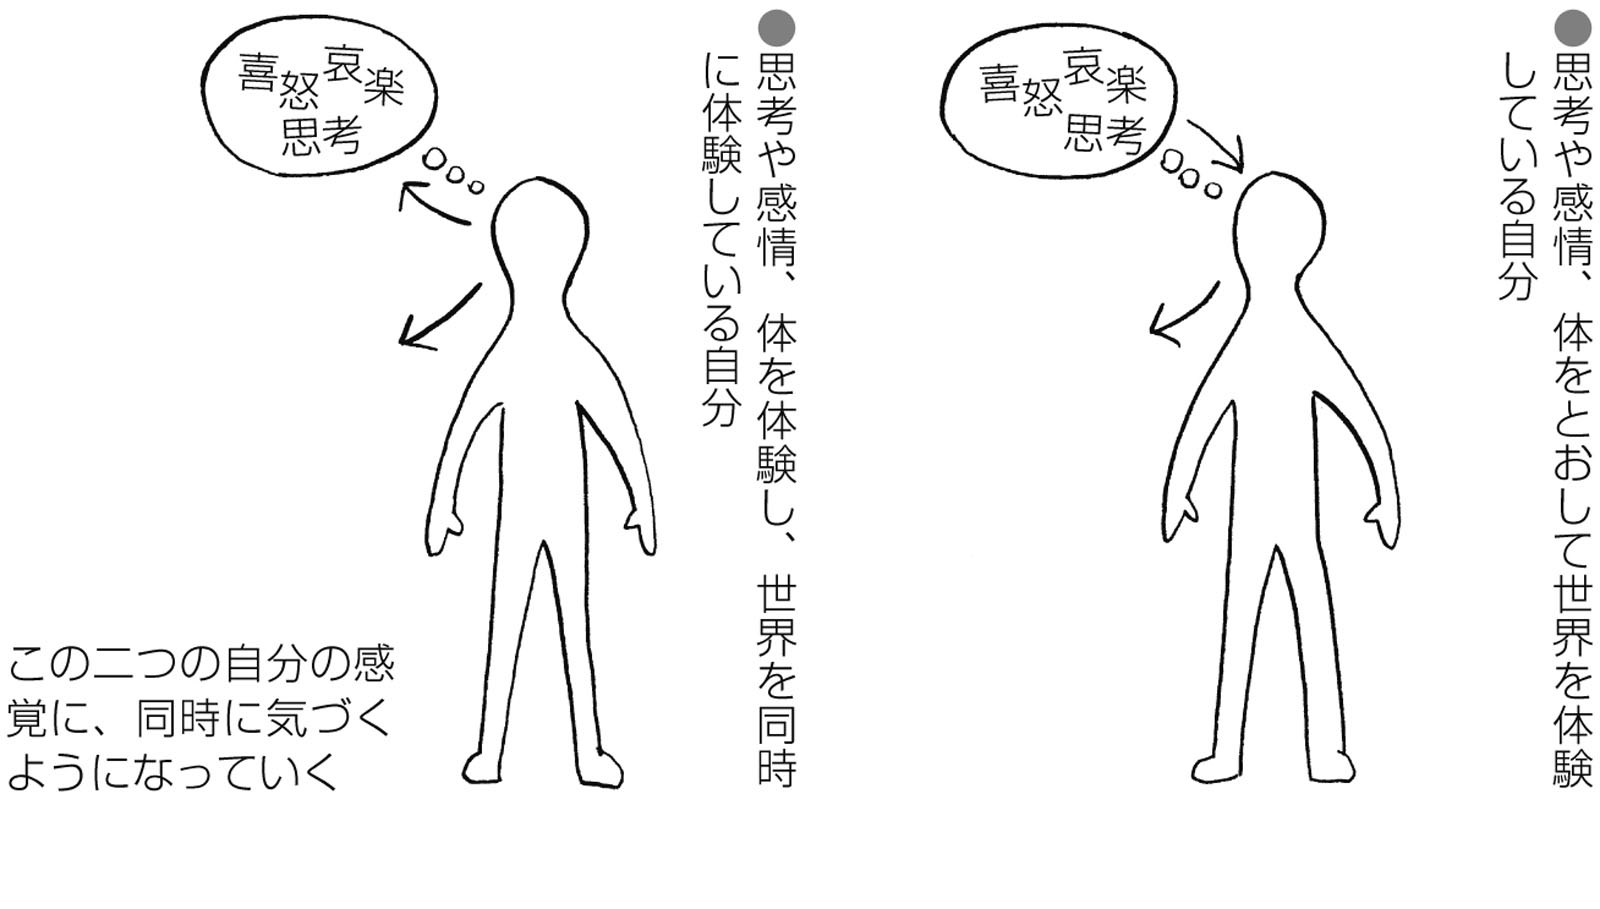 ●思考や感情、体をとおして世界を体験
している自分
喜怒哀楽
思考
●思考や感情、体を体験し、世界を同時
に体験している自分
喜怒哀楽
思考
この二つの自分の感
覚に、同時に気づく
ようになっていく